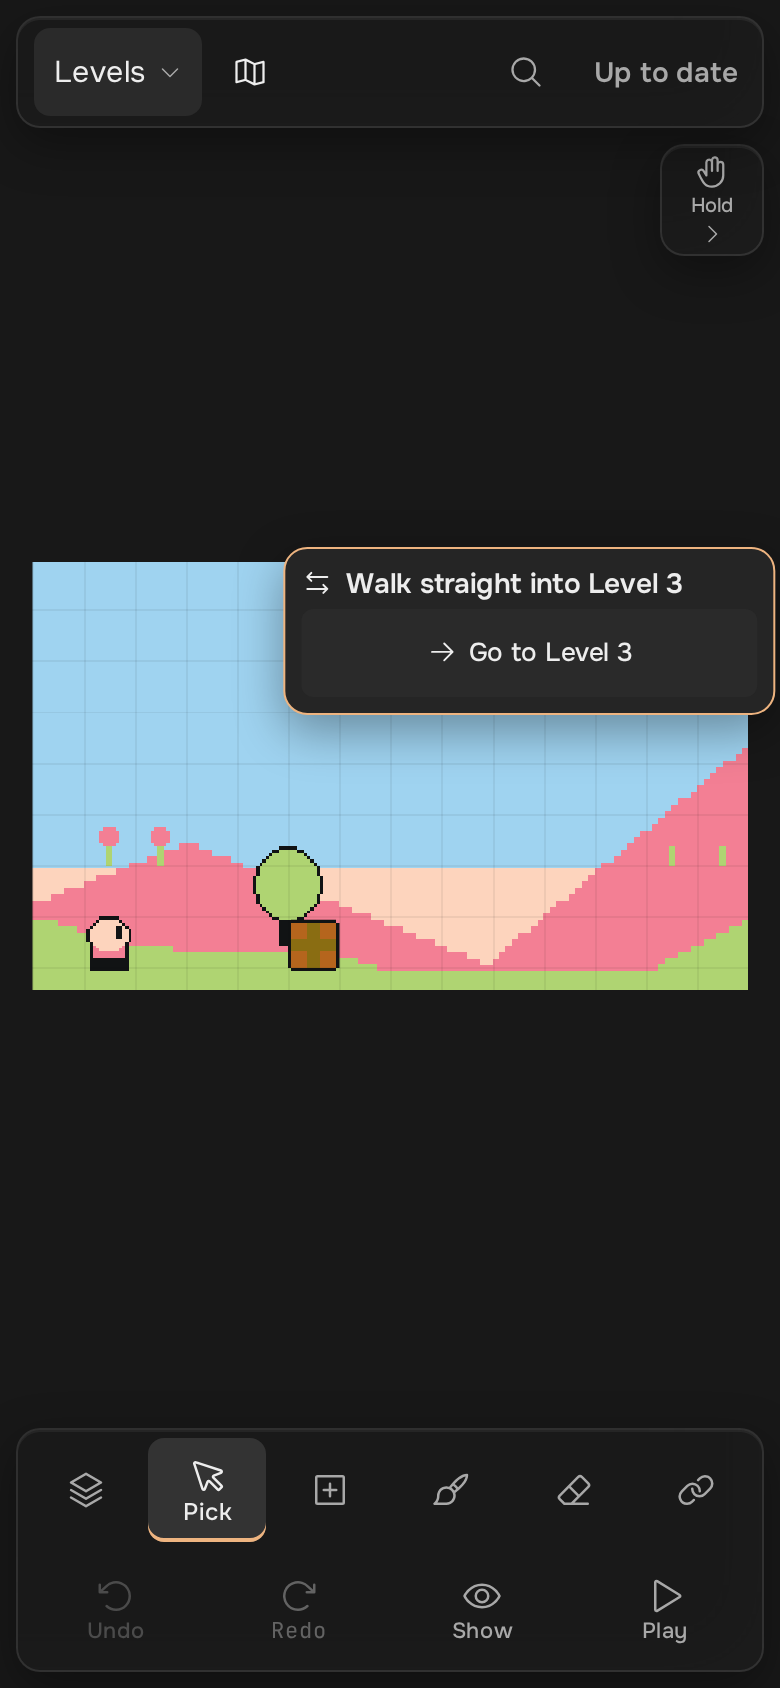 Levels
Up to date
Hold
Walk straight into Level 3
Go to Level 3
Pick
Undo
Redo
Show
Play